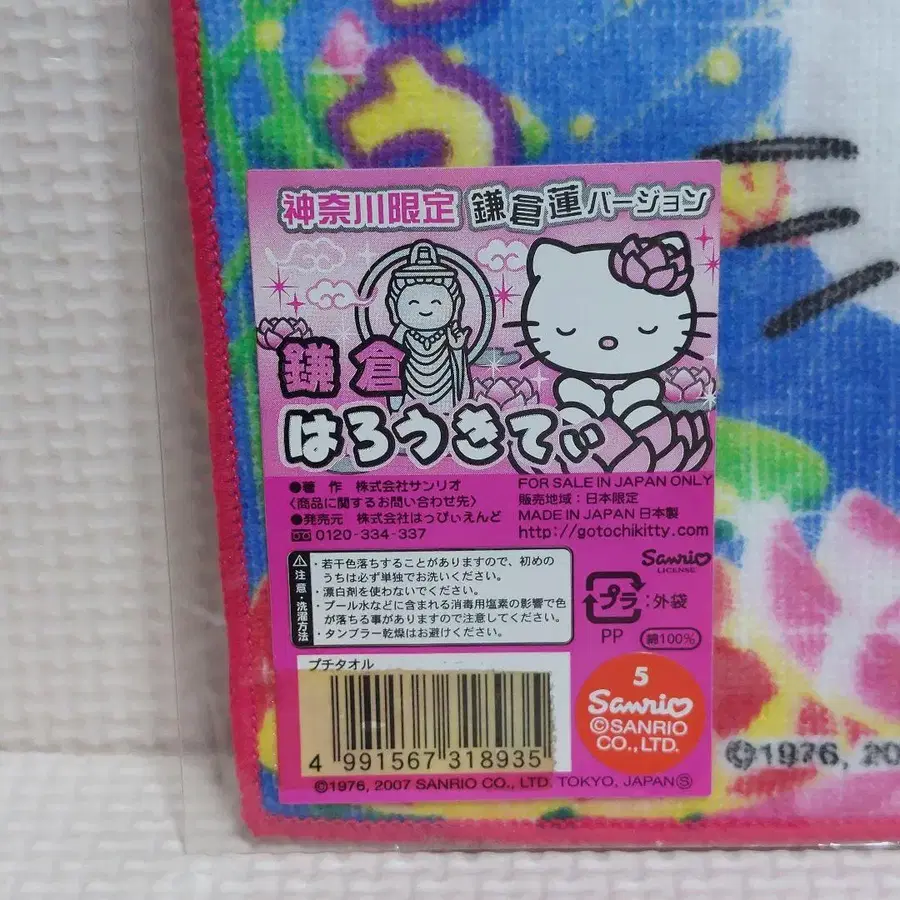 神奈川限定 鎌倉蓮バージョン
鎌倉
はろうきてぃ
●著 作 株式会社サンリオ
〈商品に関するお問い合わせ先〉
●発売元 株式会社はっぴぃえんど
0120-334-337
FOR SALE IN JAPAN ONLY
販売地域:日本限定
MADE IN JAPAN 日本製
http://gotochikitty.com
Sanrio
LICENSE
注意・洗濯方法
・若干色落ちすることがありますので、初めの
うちは必ず単独でお洗いください。
・漂白剤を使わないでください。
・プール水などに含まれる消毒用塩素の影響で色
が落ちる事がありますので注意してください。
・タンブラー乾燥はお避けください。
プラ:外袋
PP 綿100%
プチタオル
4 991567 318935
5
Sanrio
©SANRIO
CO.,LTD.
©1976, 2007 SANRIO CO., LTD. TOKYO, JAPAN Ⓢ
©1976, 20